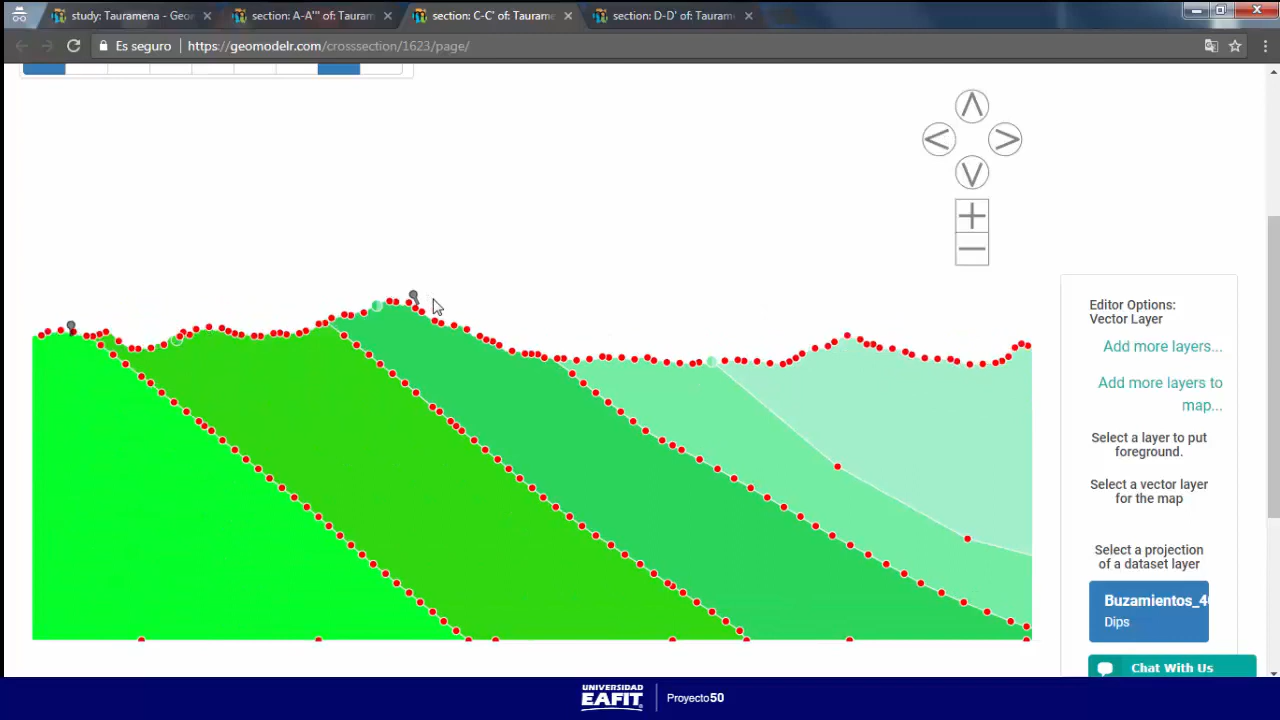 study: Tauramena - Geo
section: A-A''' of: Tauram
section: C-C' of: Taurame
section: D-D' of: Taurame
Es seguro
https://geomodelr.com/crosssection/1623/page/
Editor Options:
Vector Layer
Add more layers...
Add more layers to
map...
Select a layer to put
foreground.
Select a vector layer
for the map
Select a projection
of a dataset layer
Buzamientos_4
Dips
Chat With Us
UNIVERSIDAD
EAFIT
Proyecto50